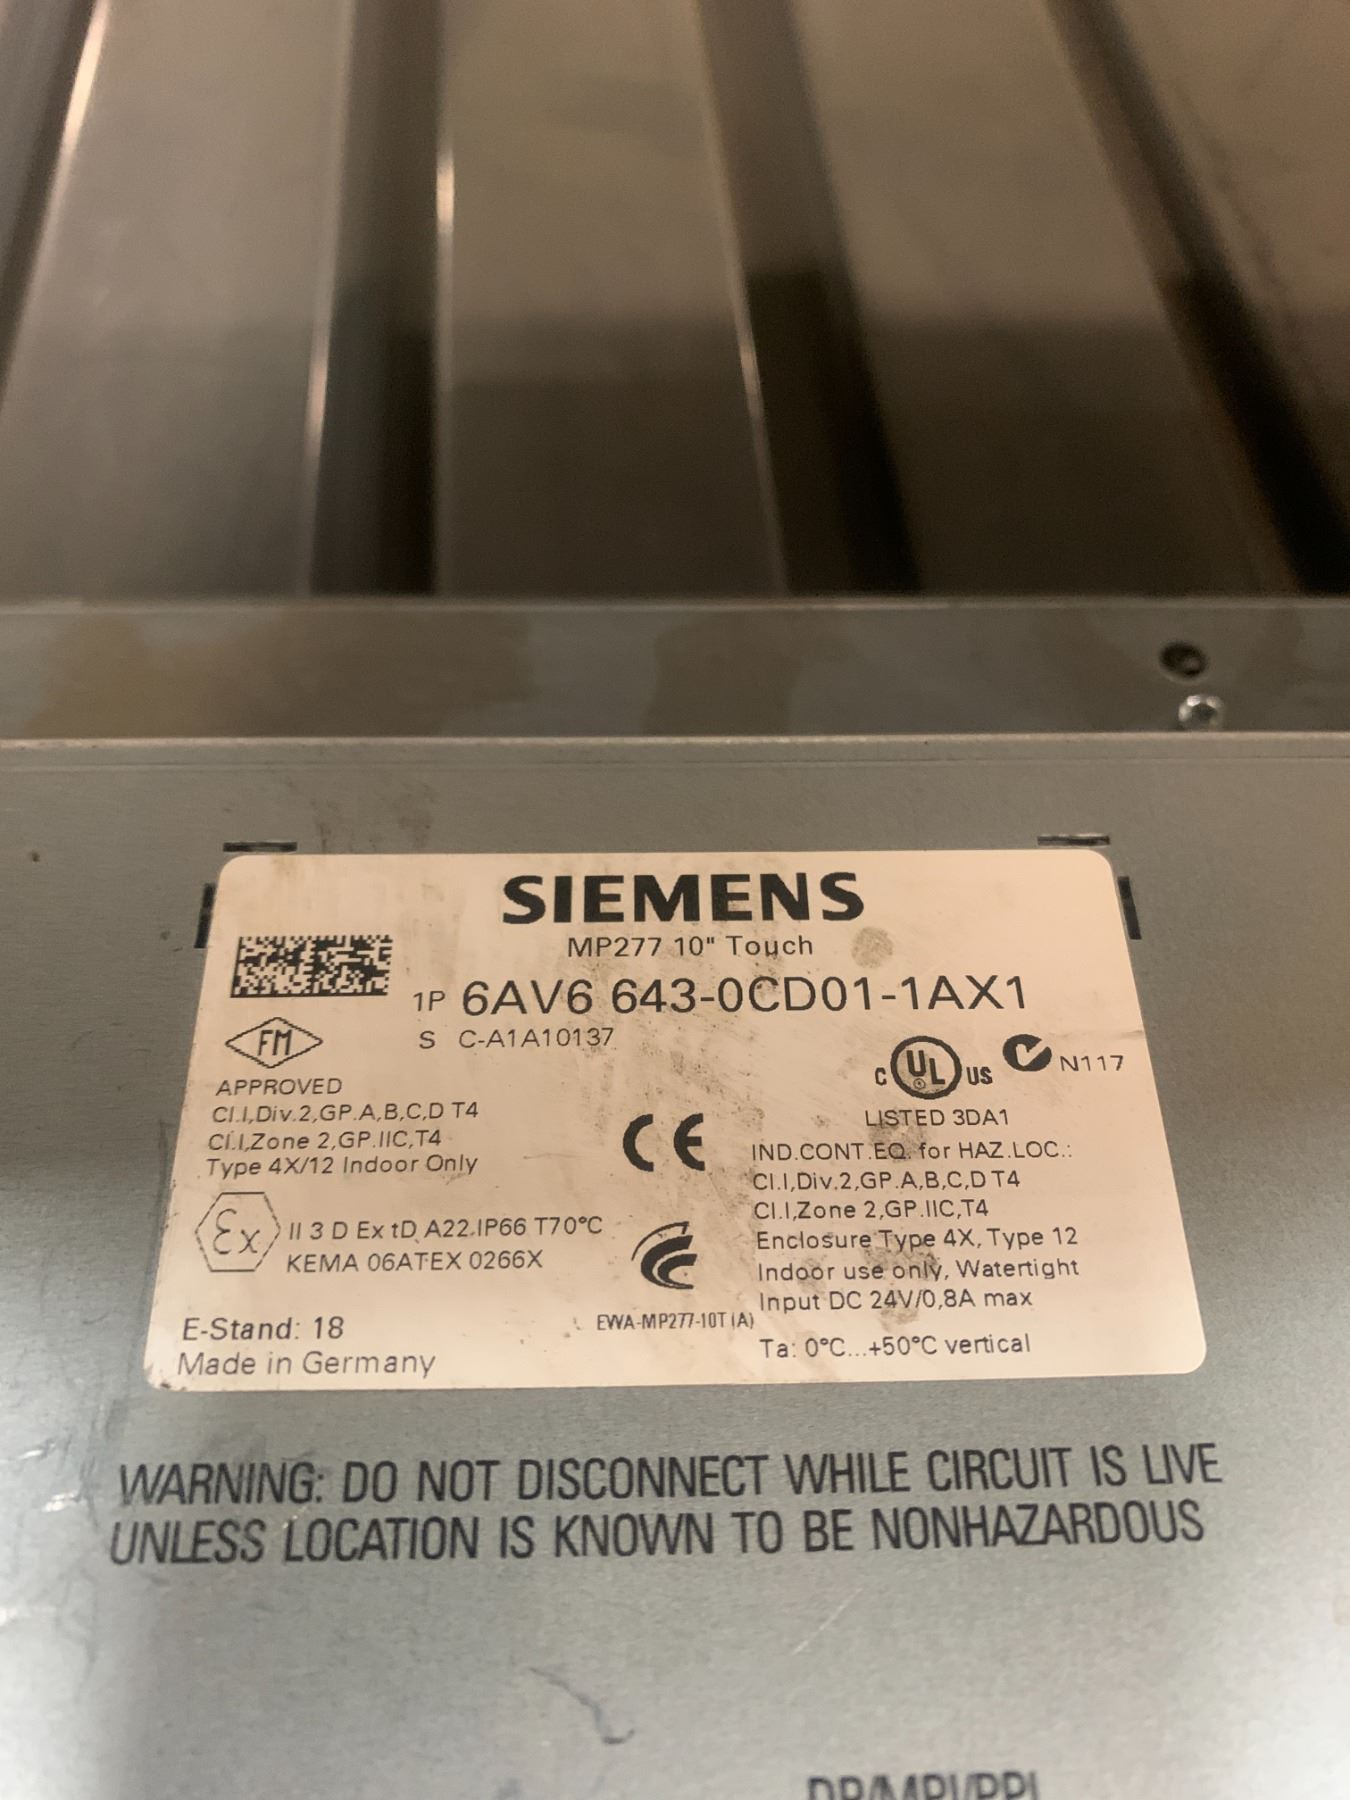 SIEMENS
MP277 10" Touch
1P 6AV6 643-0CD01-1AX1
S C-A1A10137
FM
APPROVED
Cl.I,Div.2,GP.A,B,C,D T4
Cl.I,Zone 2,GP.IIC,T4
Type 4X/12 Indoor Only
Ex II 3 D Ex tD A22.IP66 T70°C
KEMA 06ATEX 0266X
E-Stand: 18
Made in Germany
CE
EWA-MP277-10T (A)
C UL US N117
LISTED 3DA1
IND.CONT.EQ. for HAZ.LOC.:
Cl.I,Div.2,GP.A,B,C,D T4
Cl.I,Zone 2,GP.IIC,T4
Enclosure Type 4X, Type 12
Indoor use only, Watertight
Input DC 24V/0,8A max
Ta: 0°C...+50°C vertical
WARNING: DO NOT DISCONNECT WHILE CIRCUIT IS LIVE
UNLESS LOCATION IS KNOWN TO BE NONHAZARDOUS
DP/MPI/PPI